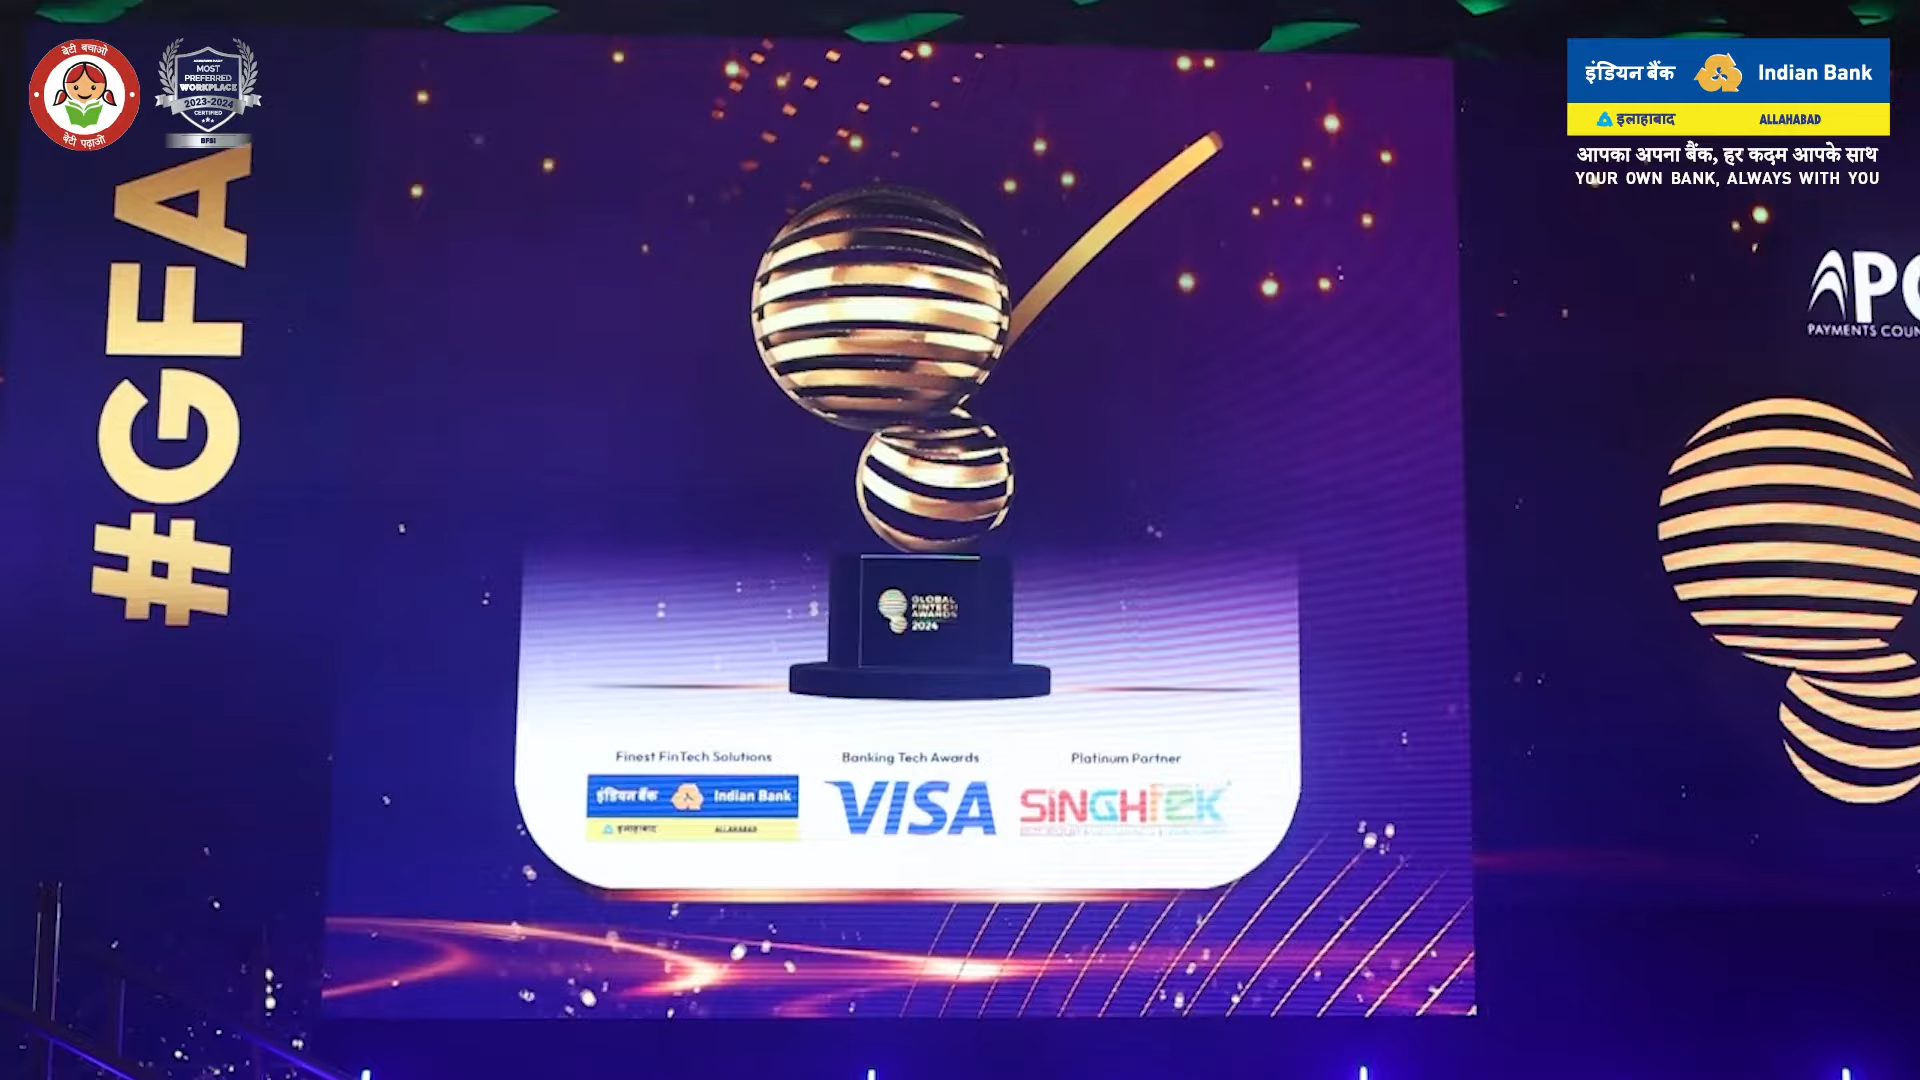 बेटी बचाओ
बेटी पढ़ाओ
MOST
PREFERRED
WORKPLACE
2023-2024
CERTIFIED
BFSI
इंडियन बैंक Indian Bank
इलाहाबाद ALLAHABAD
आपका अपना बैंक, हर कदम आपके साथ
YOUR OWN BANK, ALWAYS WITH YOU
#GFA
PAYMENTS
GLOBAL
FINTECH
AWARDS
2024
Finest FinTech Solutions
इंडियन बैंक Indian Bank
इलाहाबाद ALLAHABAD
Banking Tech Awards
VISA
Platinum Partner
SINGHTEK